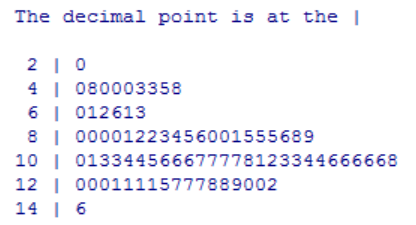 The decimal point is at the |
2 | 0
4 | 080003358
6 | 012613
8 | 00001223456001555689
10 | 0133445666777781233446666668
12 | 00011115777889002
14 | 6